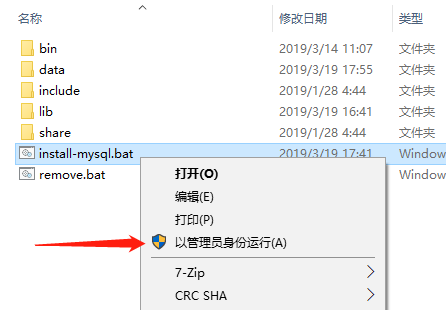 名称 修改日期 类型
bin 2019/3/14 11:07 文件夹
data 2019/3/19 17:55 文件夹
include 2019/1/28 4:44 文件夹
lib 2019/3/19 16:41 文件夹
share 2019/1/28 4:44 文件夹
install-mysql.bat 2019/3/19 17:41 Window
remove.bat Window
打开(O)
编辑(E)
打印(P)
以管理员身份运行(A)
7-Zip
CRC SHA